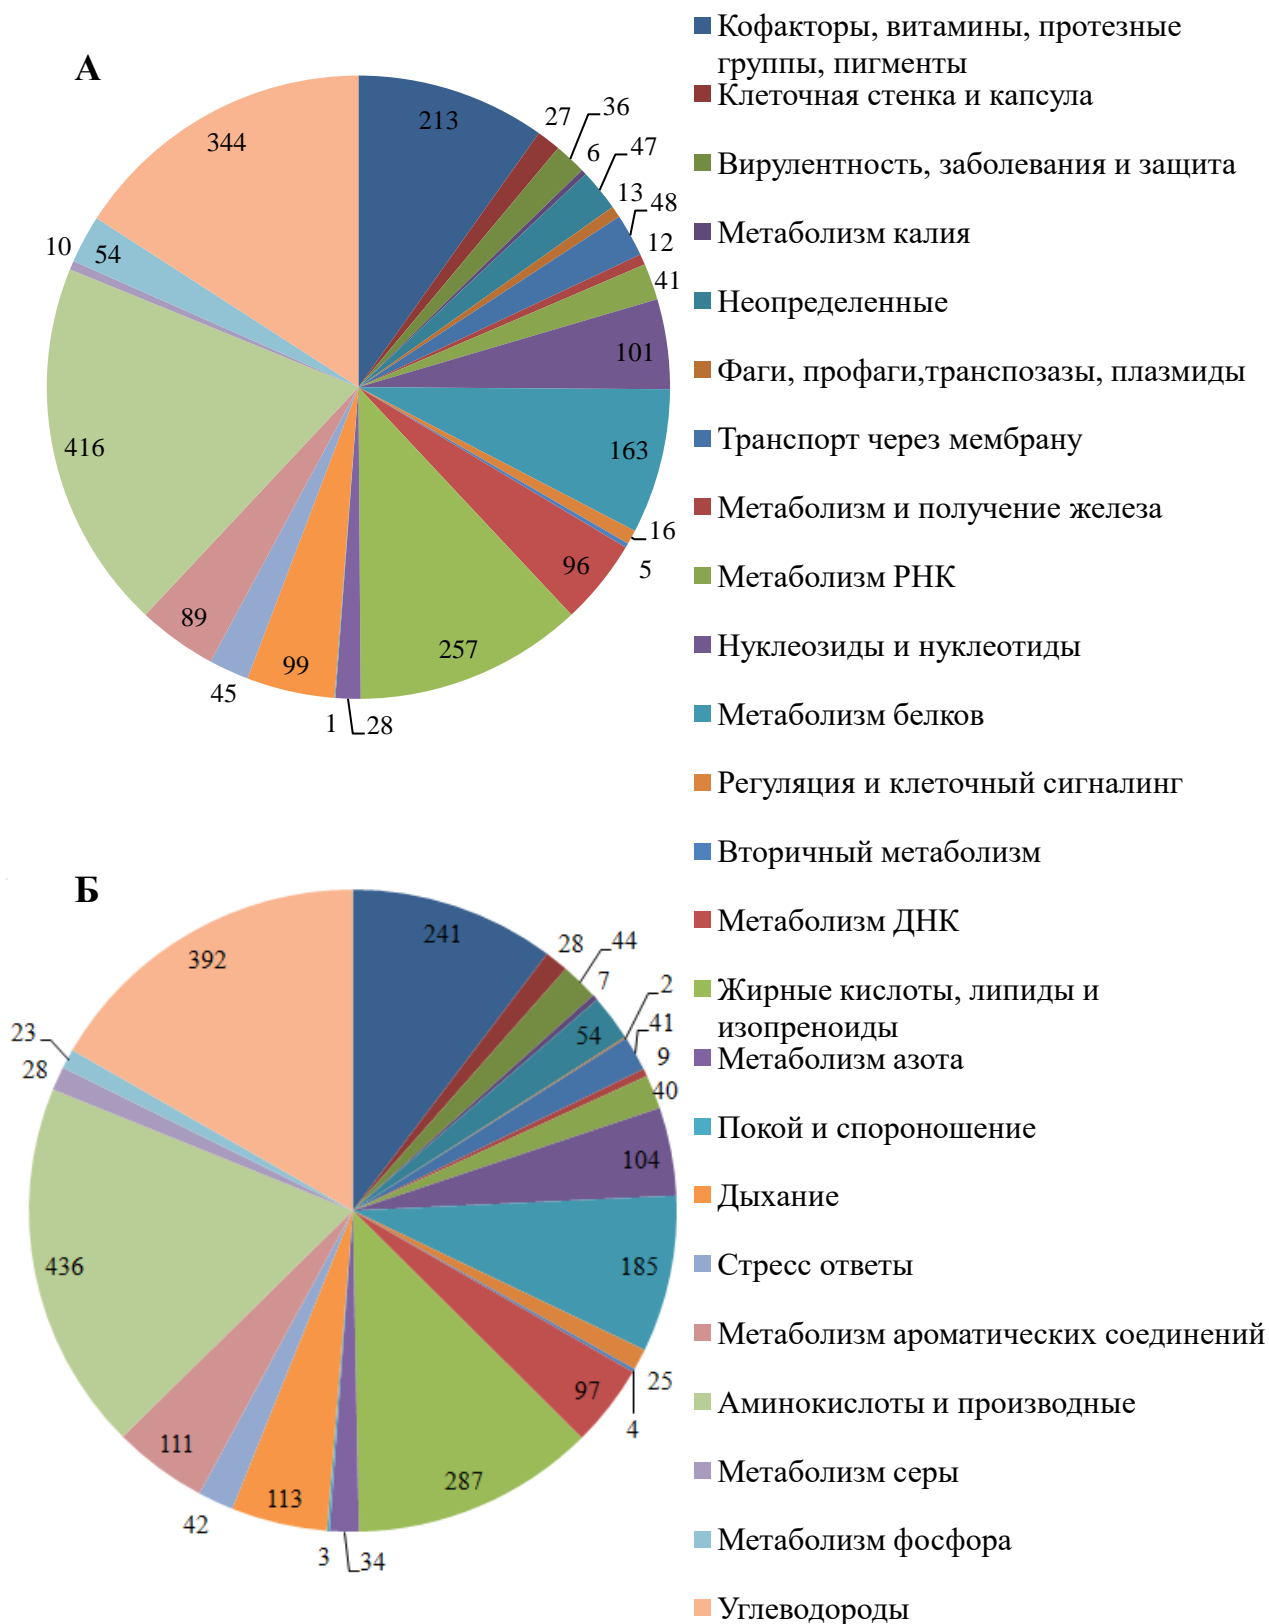 А
213
27
36
6
47
13
48
12
41
101
163
16
5
96
257
28
1
99
45
89
416
10
54
344
Б
241
28
44
7
54
2
41
9
40
104
185
25
4
97
287
34
3
113
42
111
436
28
23
392
Кофакторы, витамины, протезные
группы, пигменты
Клеточная стенка и капсула
Вирулентность, заболевания и защита
Метаболизм калия
Неопределенные
Фаги, профаги,транспозазы, плазмиды
Транспорт через мембрану
Метаболизм и получение железа
Метаболизм РНК
Нуклеозиды и нуклеотиды
Метаболизм белков
Регуляция и клеточный сигналинг
Вторичный метаболизм
Метаболизм ДНК
Жирные кислоты, липиды и
изопреноиды
Метаболизм азота
Покой и спороношение
Дыхание
Стресс ответы
Метаболизм ароматических соединений
Аминокислоты и производные
Метаболизм серы
Метаболизм фосфора
Углеводороды